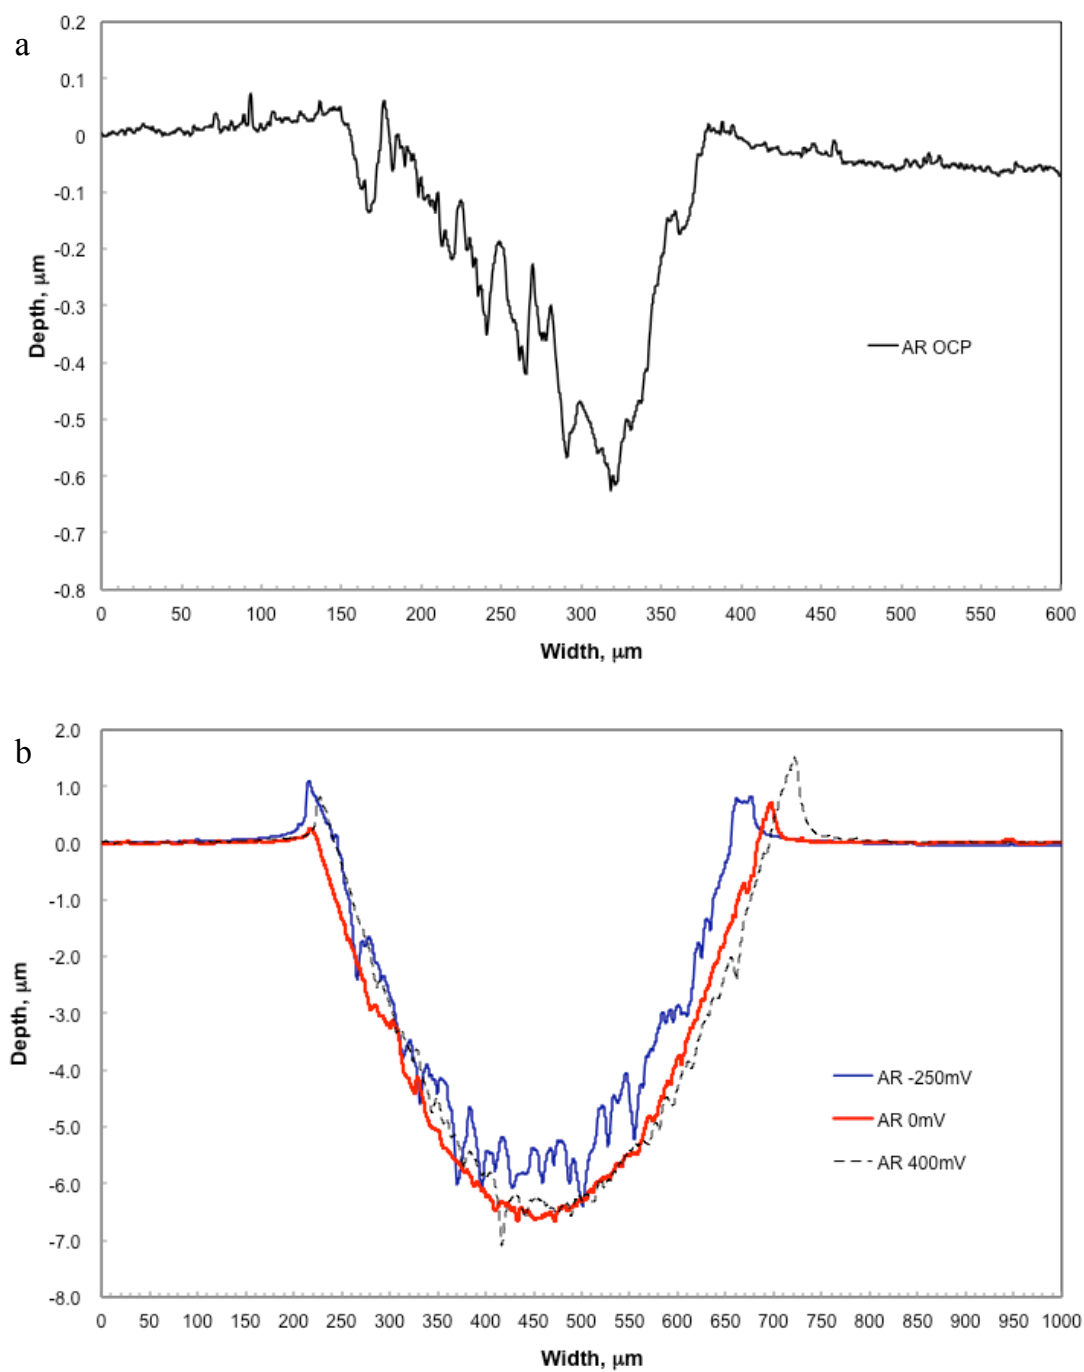 a
0.2
0.1
0
-0.1
-0.2
-0.3
-0.4
-0.5
-0.6
-0.7
-0.8
Depth, μm
AR OCP
0 50 100 150 200 250 300 350 400 450 500 550 600
Width, μm
b
2.0
1.0
0.0
-1.0
-2.0
-3.0
-4.0
-5.0
-6.0
-7.0
-8.0
Depth, μm
AR -250mV
AR 0mV
AR 400mV
0 50 100 150 200 250 300 350 400 450 500 550 600 650 700 750 800 850 900 950 1000
Width, μm